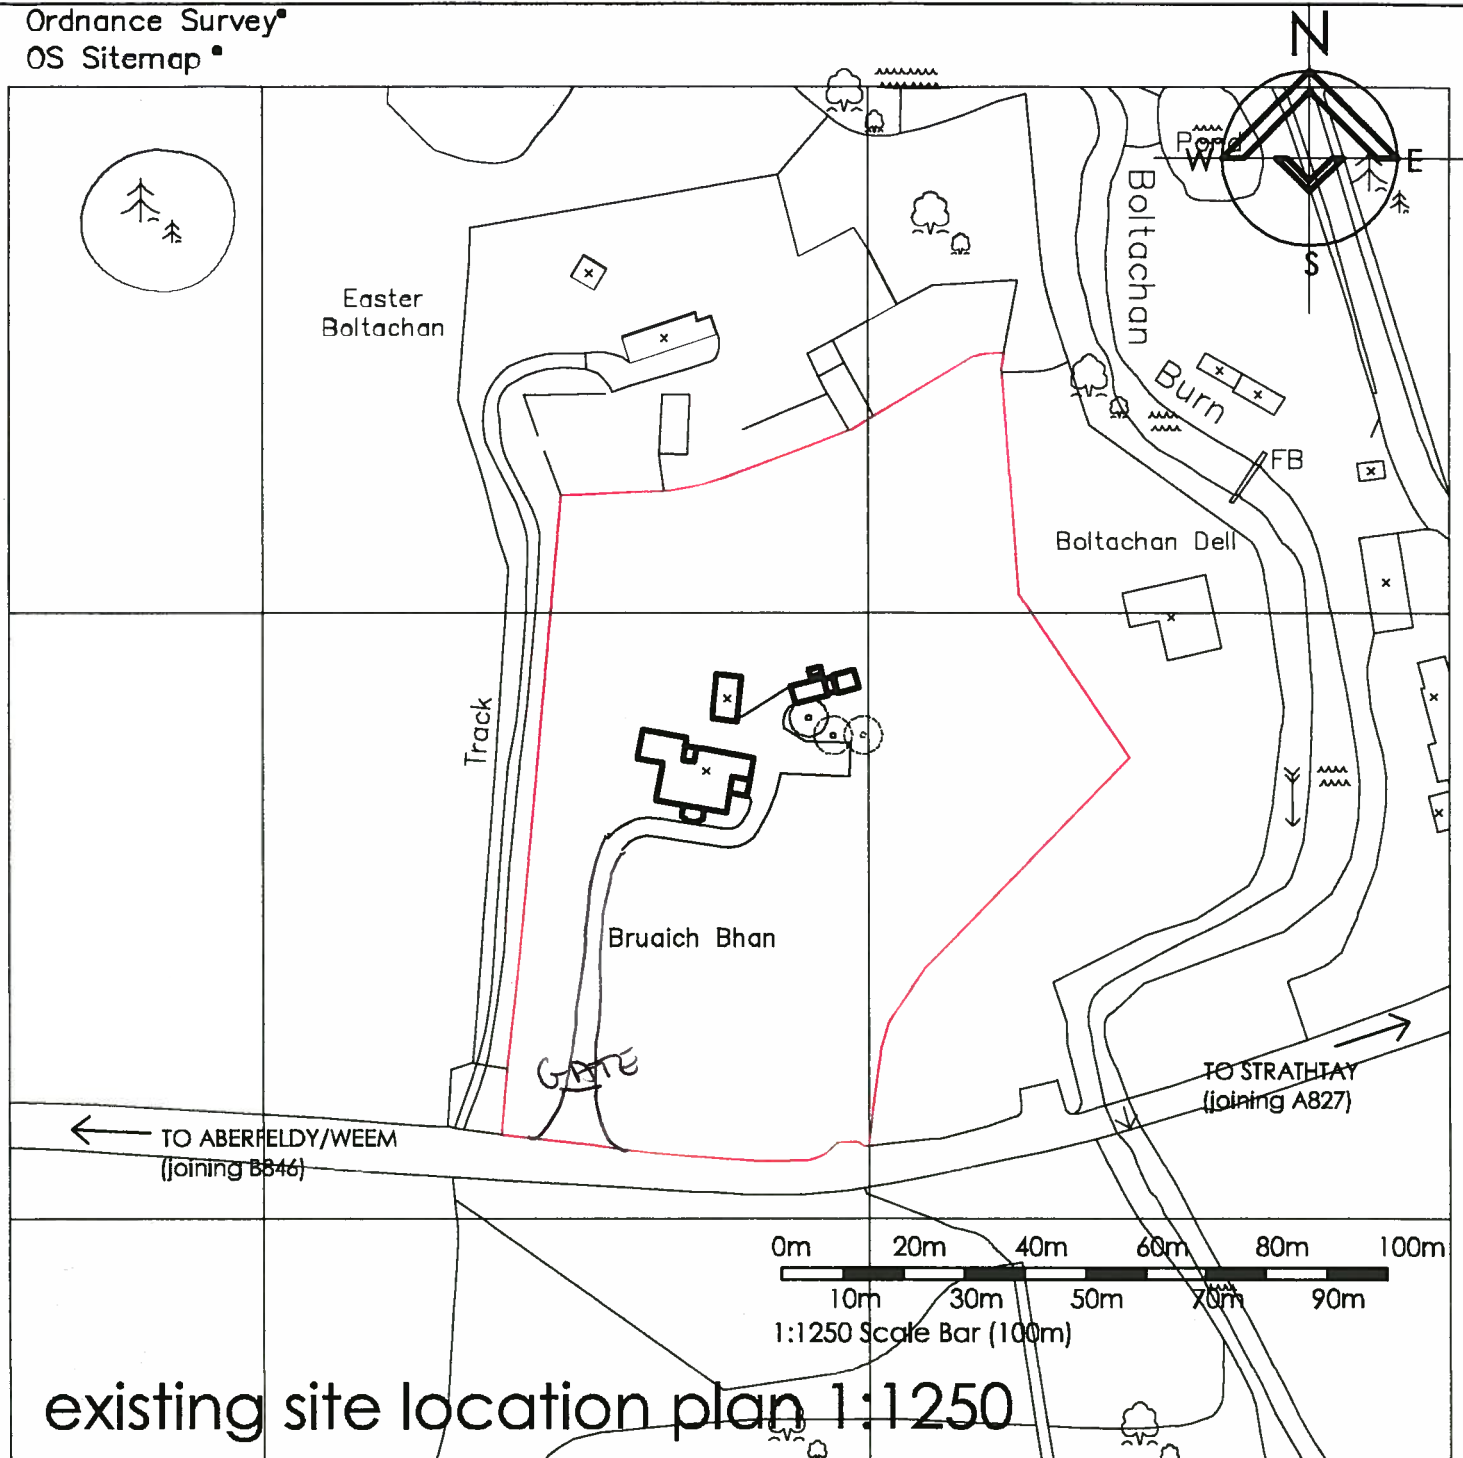 Ordnance Survey
OS Sitemap
N
Pond
W
E
S
Boltachan
Burn
Easter
Boltachan
FB
Boltachan Dell
Track
Bruaich Bhan
GATE
TO STRATHTAY
(joining A827)
TO ABERFELDY/WEEM
(joining B846)
0m 20m 40m 60m 80m 100m
10m 30m 50m 70m 90m
1:1250 Scale Bar (100m)
existing site location plan 1:1250